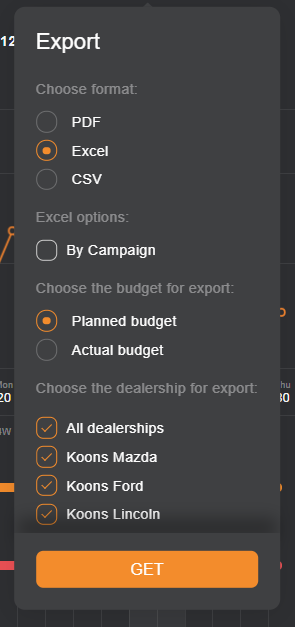 12
Export
Choose format:
PDF
Excel
CSV
Excel options:
By Campaign
Choose the budget for export:
Planned budget
Actual budget
Mon
hu
20
30
Choose the dealership for export:
All dealerships
Koons Mazda
Koons Ford
Koons Lincoln
GET